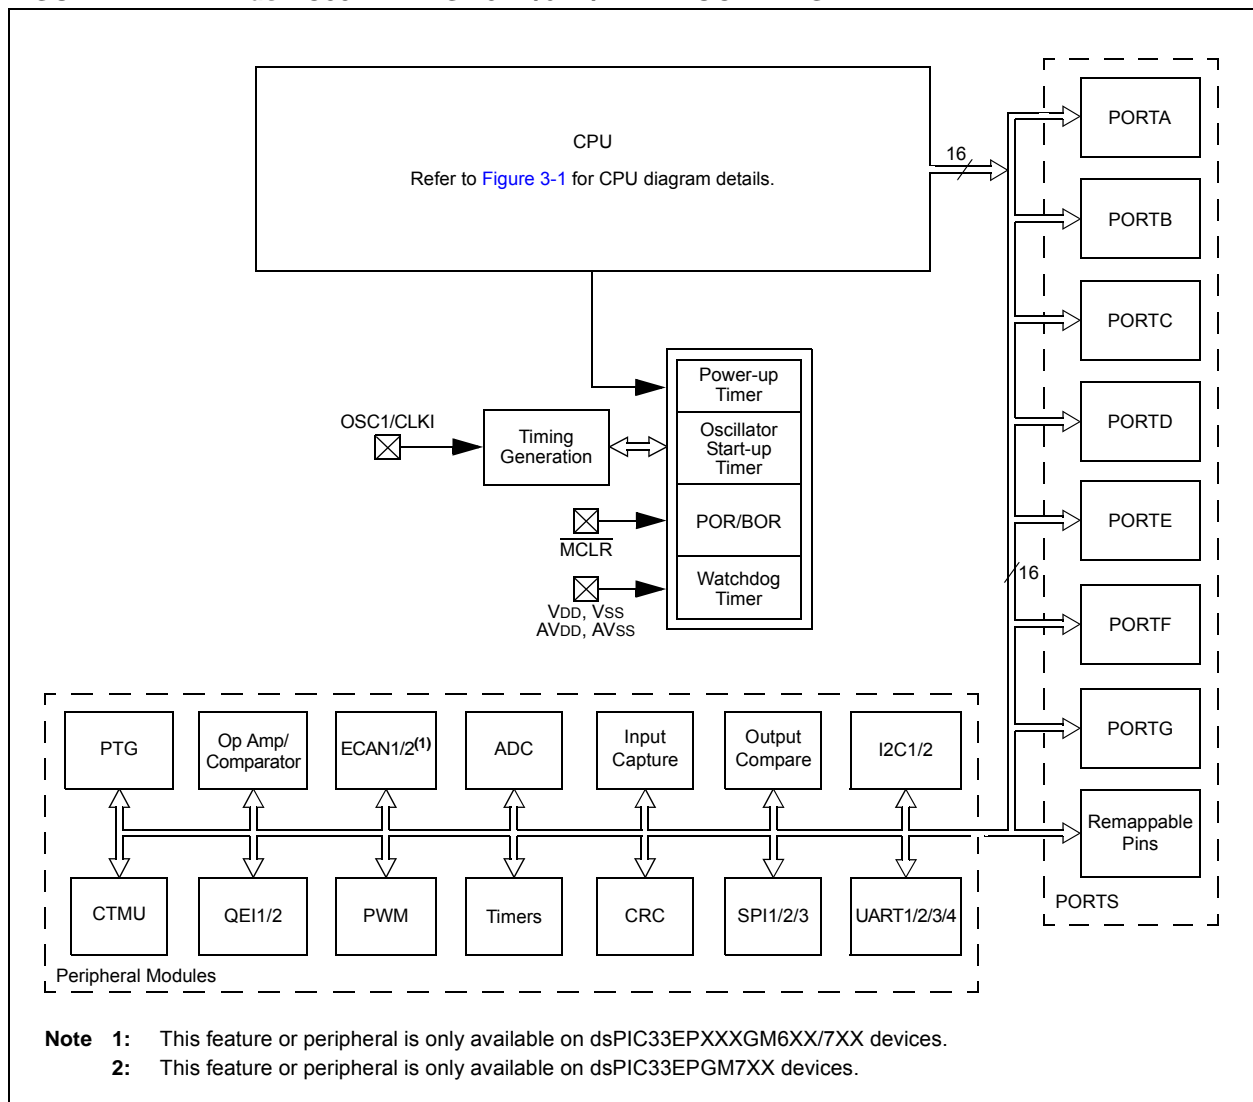 CPU
Refer to Figure 3-1 for CPU diagram details.
16
PORTA
PORTB
PORTC
PORTD
PORTE
16
PORTF
PORTG
Remappable
Pins
PORTS
Power-up
Timer
OSC1/CLKI
Timing
Generation
Oscillator
Start-up
Timer
POR/BOR
MCLR
Watchdog
Timer
VDD, VSS
AVDD, AVSS
PTG
Op Amp/
Comparator
ECAN1/2(1)
ADC
Input
Capture
Output
Compare
I2C1/2
CTMU
QEI1/2
PWM
Timers
CRC
SPI1/2/3
UART1/2/3/4
Peripheral Modules
Note 1: This feature or peripheral is only available on dsPIC33EPXXXGM6XX/7XX devices.
2: This feature or peripheral is only available on dsPIC33EPGM7XX devices.